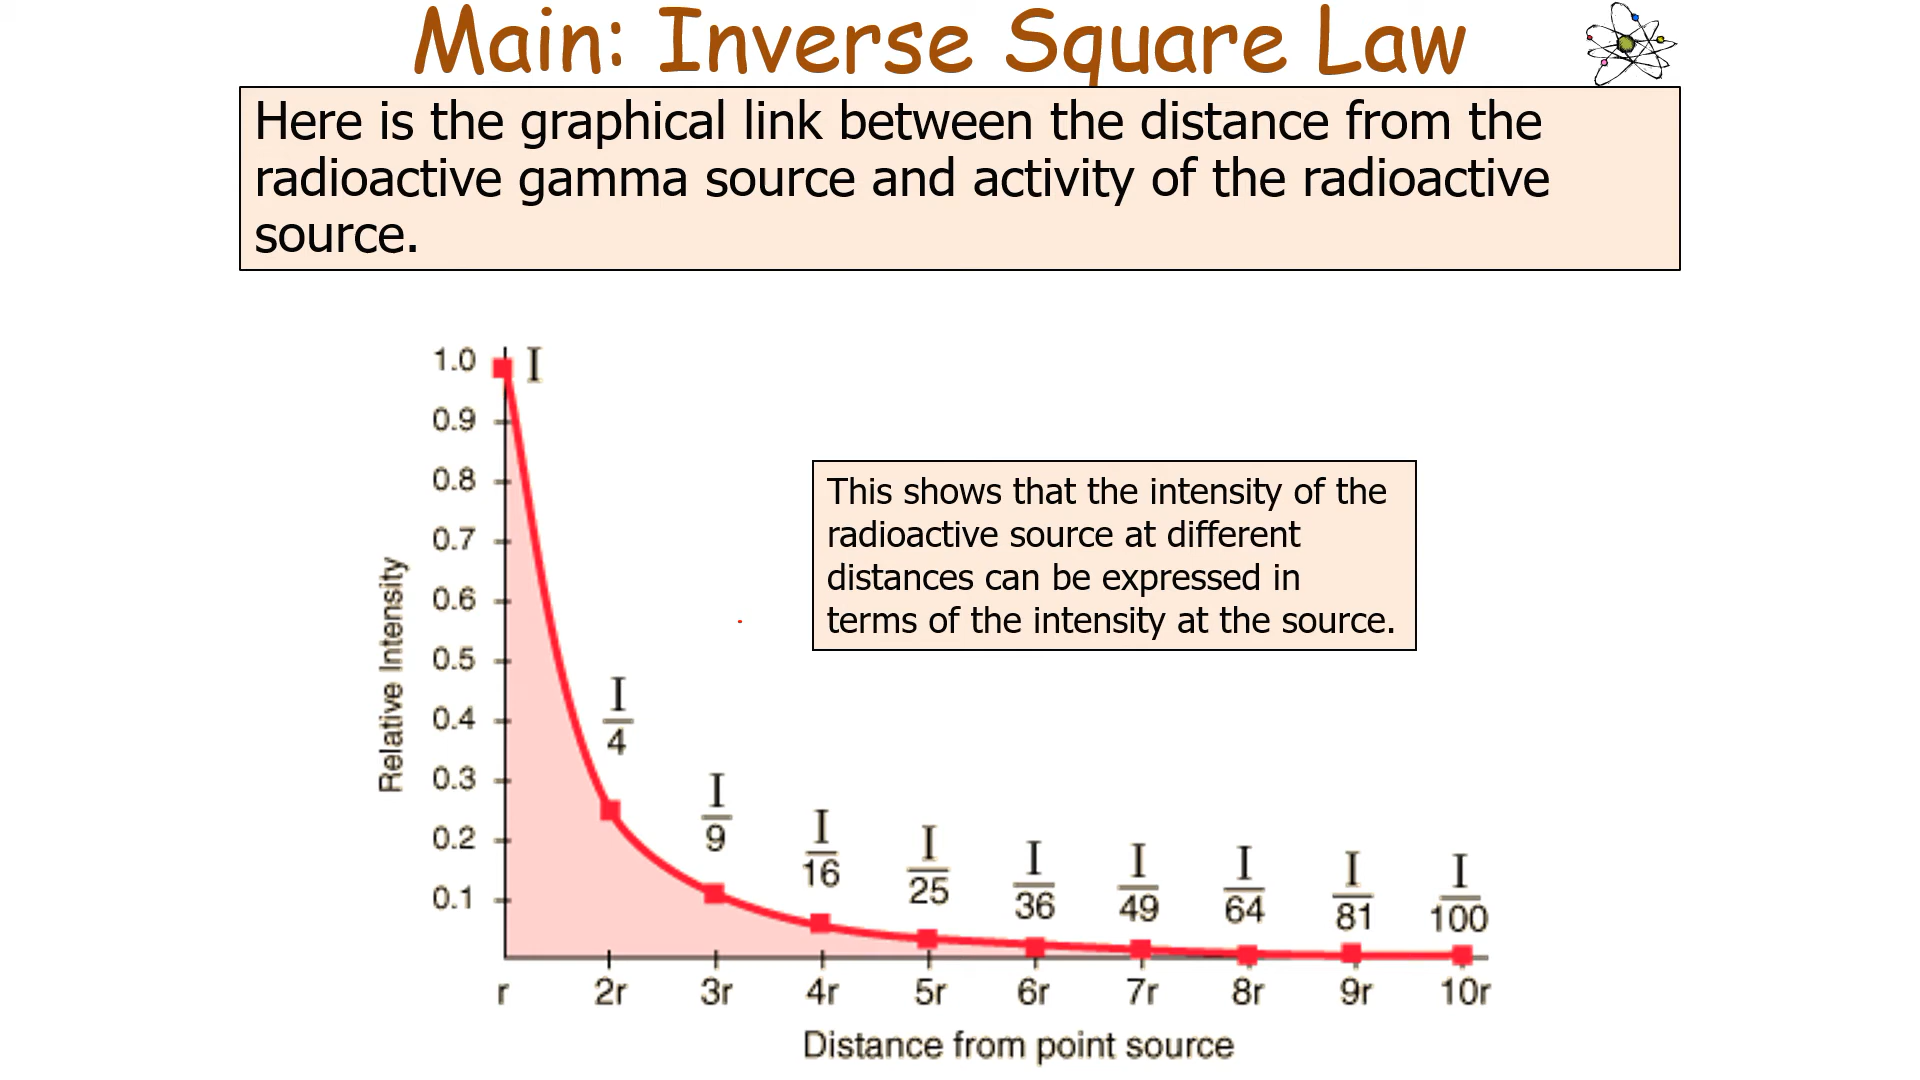 Main: Inverse Square Law
Here is the graphical link between the distance from the
radioactive gamma source and activity of the radioactive
source.
1.0
I
0.9
0.8
0.7
0.6
0.5
0.4
0.3
0.2
0.1
Relative Intensity
This shows that the intensity of the
radioactive source at different
distances can be expressed in
terms of the intensity at the source.
I
4
I
9
I
16
I
25
I
36
I
49
I
64
I
81
I
100
r 2r 3r 4r 5r 6r 7r 8r 9r 10r
Distance from point source